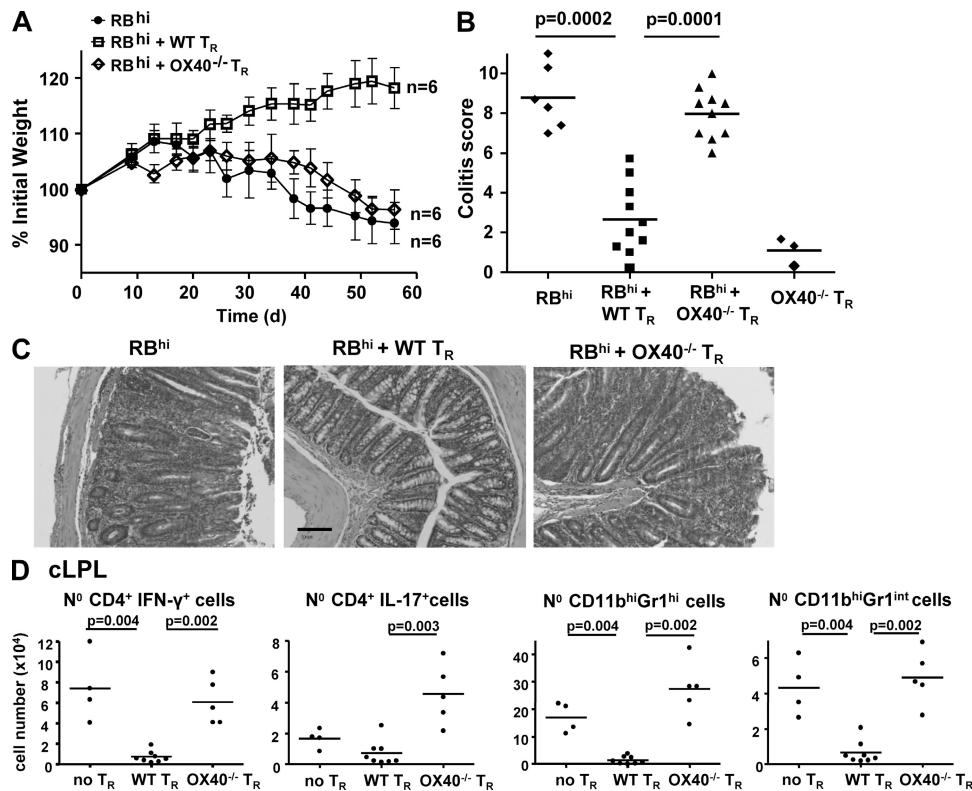 A
RBhi
RBhi + WT TR
RBhi + OX40-/- TR
% Initial Weight
120
110
100
90
n=6
n=6
n=6
0 10 20 30 40 50 60
Time (d)
B
p=0.0002 p=0.0001
Colitis score
10
8
6
4
2
0
RBhi RBhi + WT TR RBhi + OX40-/- TR OX40-/- TR
C
RBhi RBhi + WT TR RBhi + OX40-/- TR
D cLPL
N0 CD4+ IFN-γ+ cells
p=0.004 p=0.002
cell number (x104)
12
10
8
6
4
2
0
no TR WT TR OX40-/- TR
N0 CD4+ IL-17+cells
p=0.003
8
6
4
2
0
no TR WT TR OX40-/- TR
N0 CD11bhiGr1hi cells
p=0.004 p=0.002
40
30
20
10
0
no TR WT TR OX40-/- TR
N0 CD11bhiGr1int cells
p=0.004 p=0.002
6
4
2
0
no TR WT TR OX40-/- TR